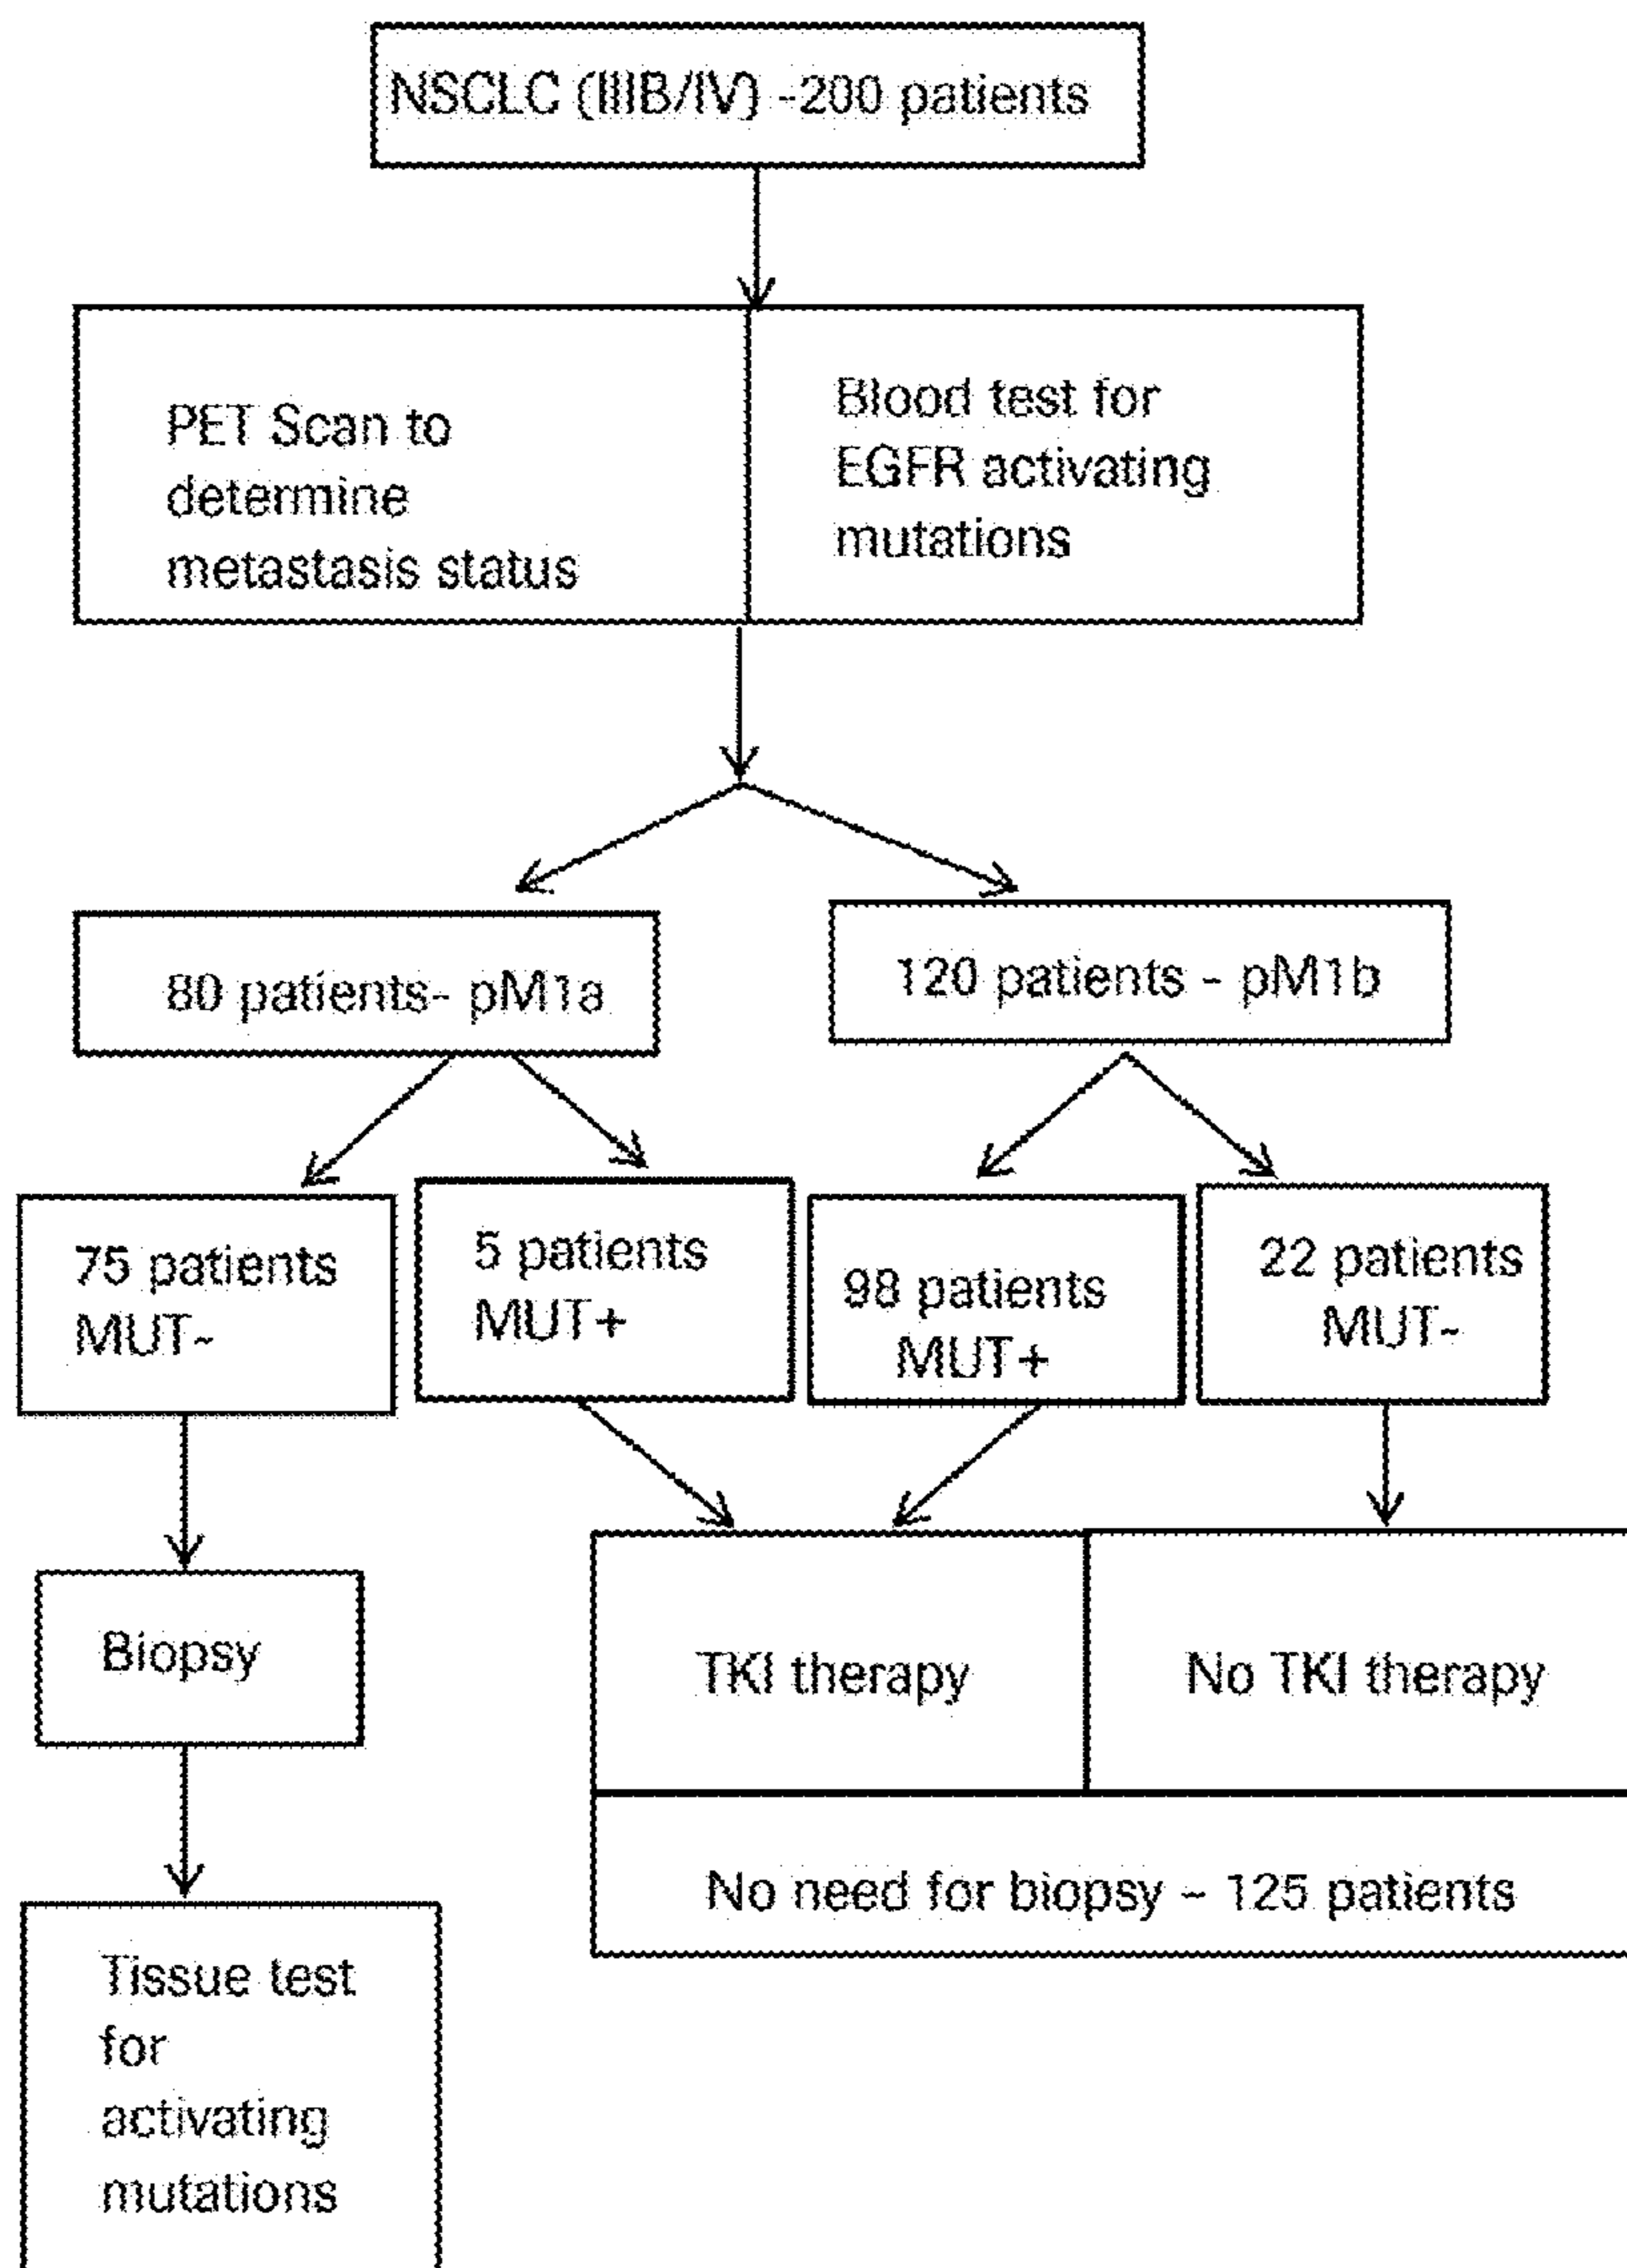 NSCLC (IIIB/IV) -200 patients
PET Scan to
determine
metastasis status
Blood test for
EGFR activating
mutations
80 patients- pM1a
120 patients - pM1b
75 patients
MUT-
5 patients
MUT+
98 patients
MUT+
22 patients
MUT-
Biopsy
TKI therapy
No TKI therapy
No need for biopsy - 125 patients
Tissue test
for
activating
mutations